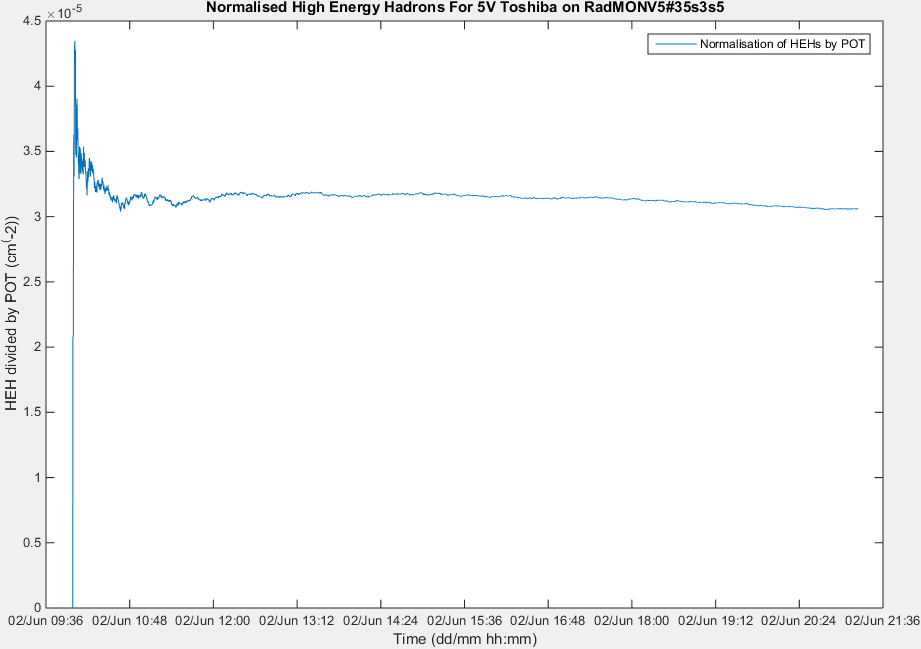 Normalised High Energy Hadrons For 5V Toshiba on RadMONV5#35s3s5
×10-5
Normalisation of HEHs by POT
4.5
4
3.5
3
2.5
2
1.5
1
0.5
0
HEH divided by POT (cm(-2))
02/Jun 09:36 02/Jun 10:48 02/Jun 12:00 02/Jun 13:12 02/Jun 14:24 02/Jun 15:36 02/Jun 16:48 02/Jun 18:00 02/Jun 19:12 02/Jun 20:24 02/Jun 21:36
Time (dd/mm hh:mm)